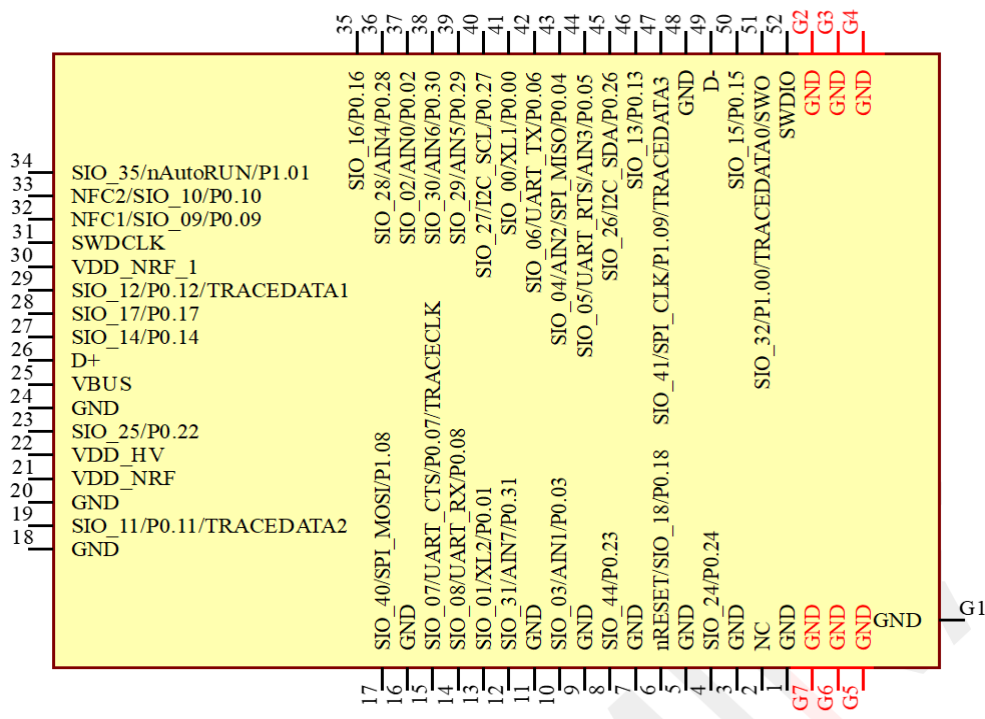 35
36
37
38
39
40
41
42
43
44
45
46
47
48
49
50
51
52
G2
G3
G4
SIO_16/P0.16
SIO_28/AIN4/P0.28
SIO_02/AIN0/P0.02
SIO_30/AIN6/P0.30
SIO_29/AIN5/P0.29
SIO_27/I2C_SCL/P0.27
SIO_00/XL1/P0.00
SIO_06/UART_TX/P0.06
SIO_04/AIN2/SPI_MISO/P0.04
SIO_05/UART_RTS/AIN3/P0.05
SIO_26/I2C_SDA/P0.26
SIO_13/P0.13
SIO_41/SPI_CLK/P1.09/TRACEDATA3
GND
D-
SIO_15/P0.15
SIO_32/P1.00/TRACEDATA0/SWO
SWDIO
GND
GND
GND
34 SIO_35/nAutoRUN/P1.01
33 NFC2/SIO_10/P0.10
32 NFC1/SIO_09/P0.09
31 SWDCLK
30 VDD_NRF_1
29 SIO_12/P0.12/TRACEDATA1
28 SIO_17/P0.17
27 SIO_14/P0.14
26 D+
25 VBUS
24 GND
23 SIO_25/P0.22
22 VDD_HV
21 VDD_NRF
20 GND
19 SIO_11/P0.11/TRACEDATA2
18 GND
SIO_40/SPI_MOSI/P1.08
GND
SIO_07/UART_CTS/P0.07/TRACECLK
SIO_08/UART_RX/P0.08
SIO_01/XL2/P0.01
SIO_31/AIN7/P0.31
GND
SIO_03/AIN1/P0.03
GND
SIO_44/P0.23
GND
nRESET/SIO_18/P0.18
GND
SIO_24/P0.24
GND
NC
GND
GND
GND
GND
GND G1
17
16
15
14
13
12
11
10
9
8
7
6
5
4
3
2
1
G7
G6
G5